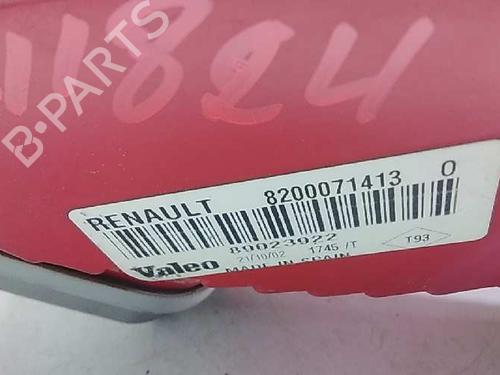 11824
B-PARTS
RENAULT 8200071413 0
89023922
Valeo 21/10/02 1745 /T T93
MADE IN SPAIN